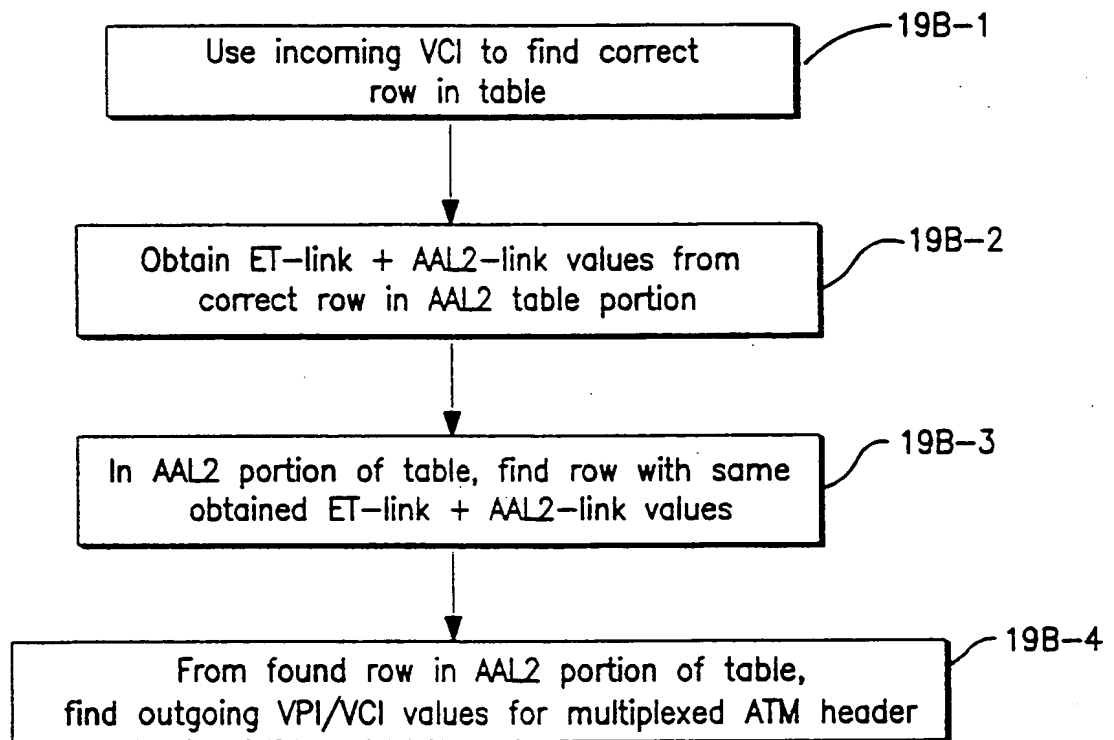 Use incoming VCI to find correct
row in table
19B-1
Obtain ET-link + AAL2-link values from
correct row in AAL2 table portion
19B-2
In AAL2 portion of table, find row with same
obtained ET-link + AAL2-link values
19B-3
From found row in AAL2 portion of table,
find outgoing VPI/VCI values for multiplexed ATM header
19B-4